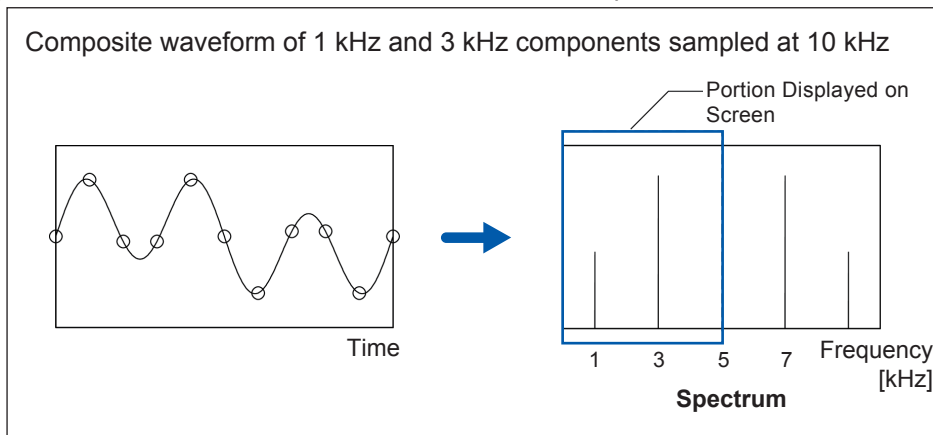 Composite waveform of 1 kHz and 3 kHz components sampled at 10 kHz
Portion Displayed on
Screen
Time
1 3 5 7 Frequency
[kHz]
Spectrum